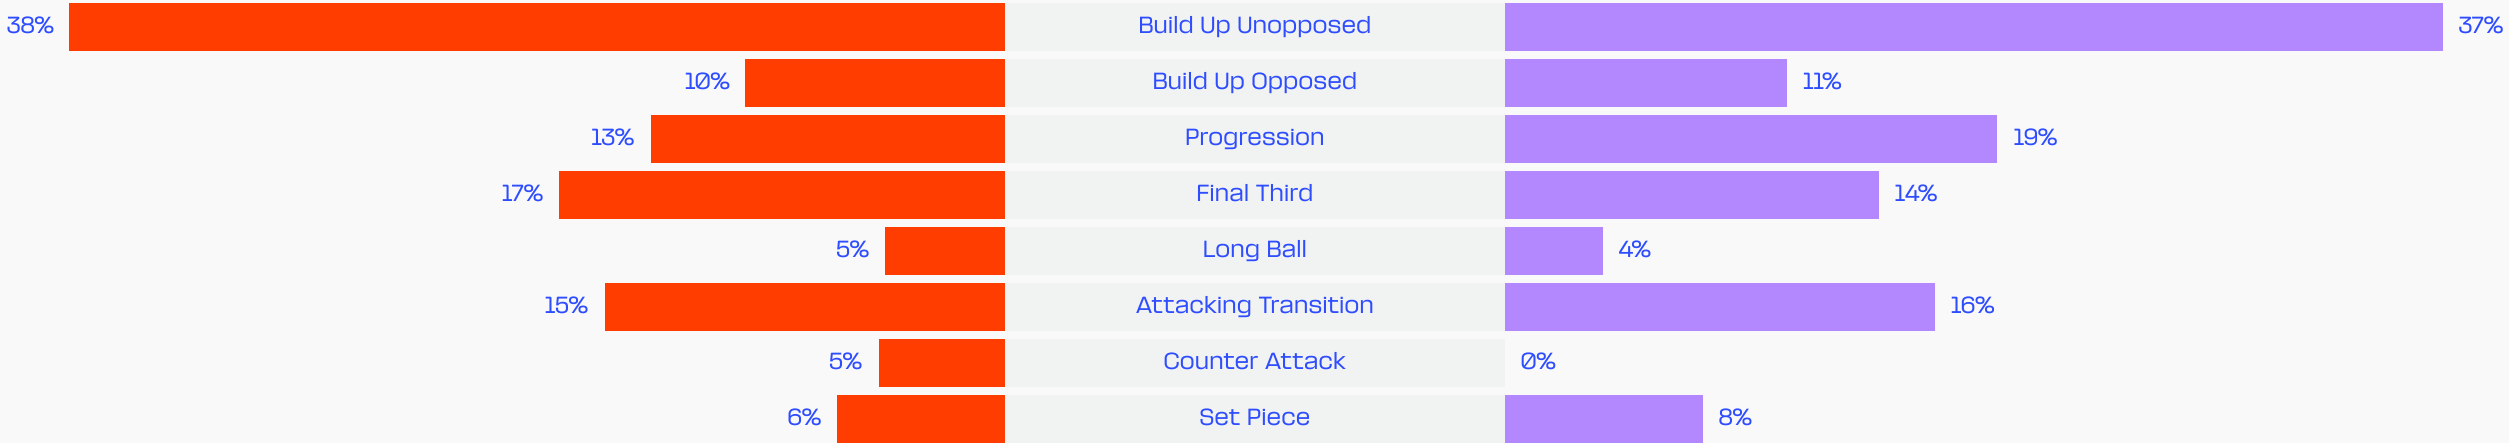 38% Build Up Unopposed 37%
10% Build Up Opposed 11%
13% Progression 19%
17% Final Third 14%
5% Long Ball 4%
15% Attacking Transition 16%
5% Counter Attack 0%
6% Set Piece 8%